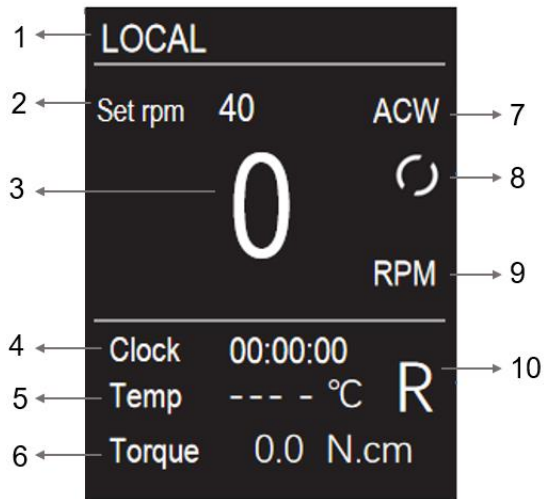 1 LOCAL
2 Set rpm 40 ACW 7
8
3 0
RPM 9
4 Clock 00:00:00
5 Temp --- - °C R 10
6 Torque 0.0 N.cm